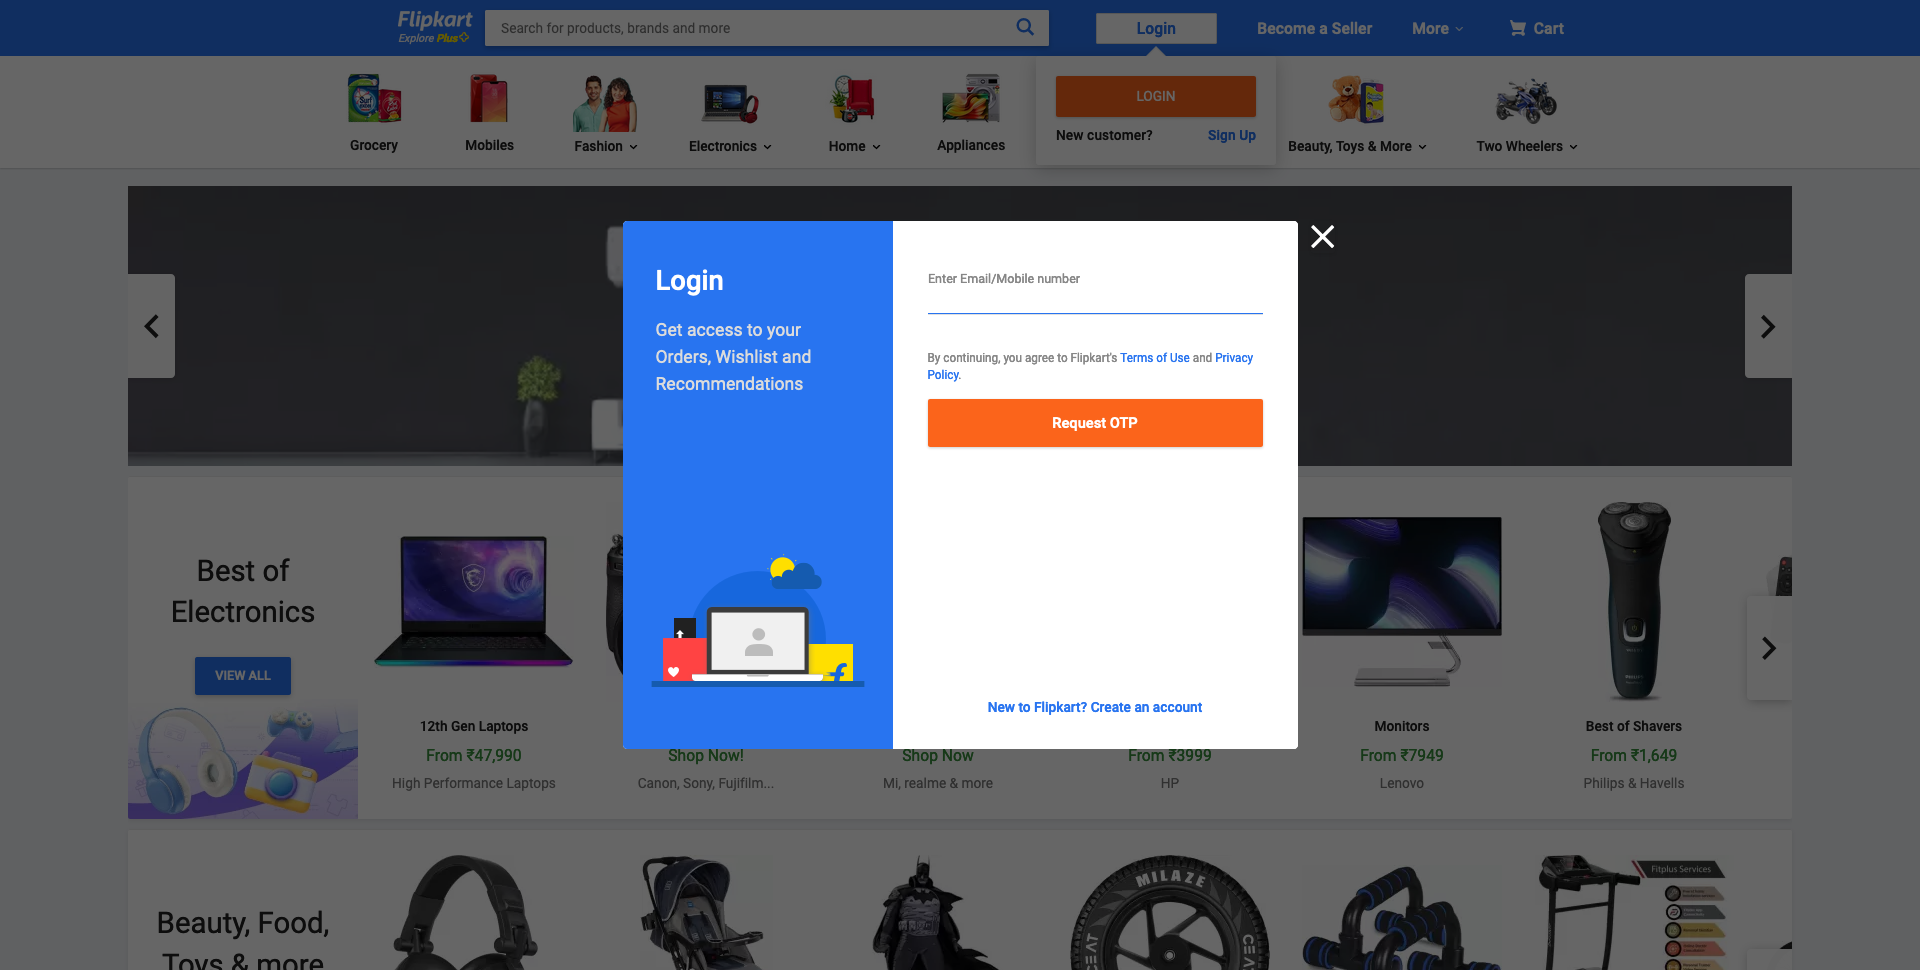 Flipkart
Explore Plus
Search for products, brands and more
Login
Become a Seller
More
Cart
Grocery
Mobiles
Fashion
Electronics
Home
Appliances
LOGIN
New customer?
Sign Up
Beauty, Toys & More
Two Wheelers
Login
Get access to your
Orders, Wishlist and
Recommendations
Enter Email/Mobile number
By continuing, you agree to Flipkart's Terms of Use and Privacy
Policy.
Request OTP
New to Flipkart? Create an account
Best of
Electronics
VIEW ALL
12th Gen Laptops
From ₹47,990
High Performance Laptops
Shop Now!
Canon, Sony, Fujifilm...
Shop Now
Mi, realme & more
From ₹3999
HP
Monitors
From ₹7949
Lenovo
Best of Shavers
From ₹1,649
Philips & Havells
Beauty, Food,
Toys & more
MILAZE
CEAT
Fitplus Services